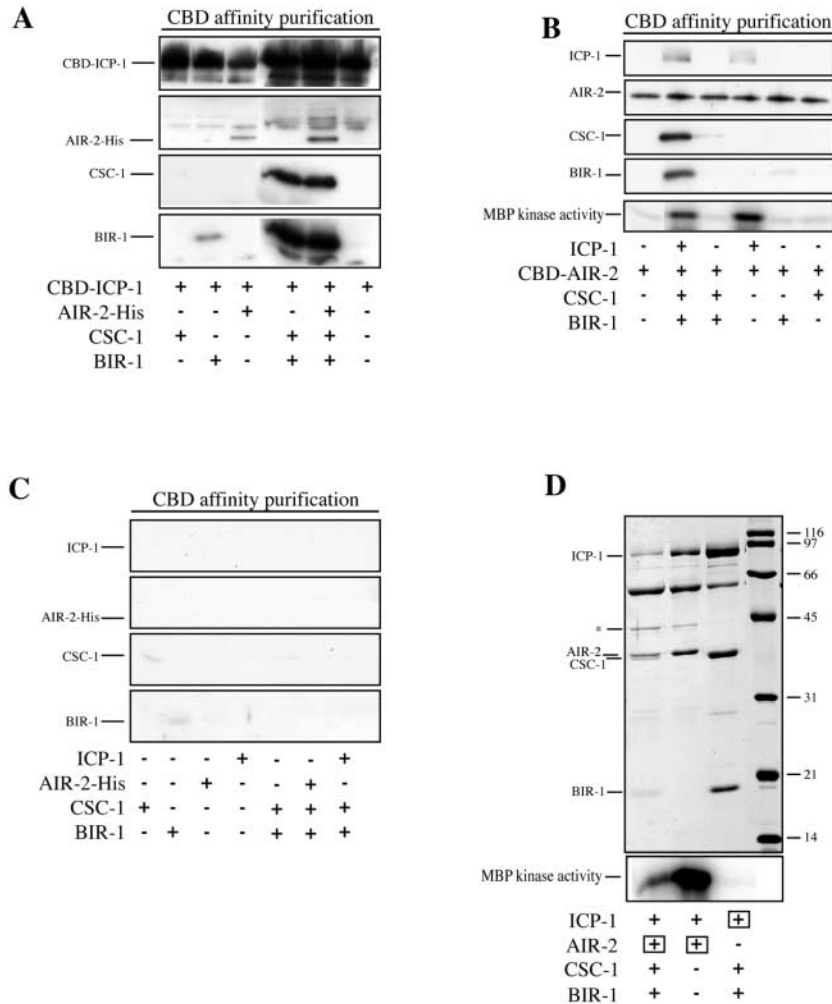 A
CBD affinity purification
CBD-ICP-1
AIR-2-His
CSC-1
BIR-1
CBD-ICP-1 + + + + + +
AIR-2-His - - + - + -
CSC-1 + - - + + -
BIR-1 - + - + + -
B
CBD affinity purification
ICP-1
AIR-2
CSC-1
BIR-1
MBP kinase activity
ICP-1 - + - + - -
CBD-AIR-2 + + + + + +
CSC-1 - + + - - +
BIR-1 - + + - + -
C
CBD affinity purification
ICP-1
AIR-2-His
CSC-1
BIR-1
ICP-1 - - - + - - +
AIR-2-His - - + - - + -
CSC-1 + - - - + + +
BIR-1 - + - - + + +
D
ICP-1
*
AIR-2
CSC-1
BIR-1
116
97
66
45
31
21
14
MBP kinase activity
ICP-1 + + +
AIR-2 + + -
CSC-1 + - +
BIR-1 + - +